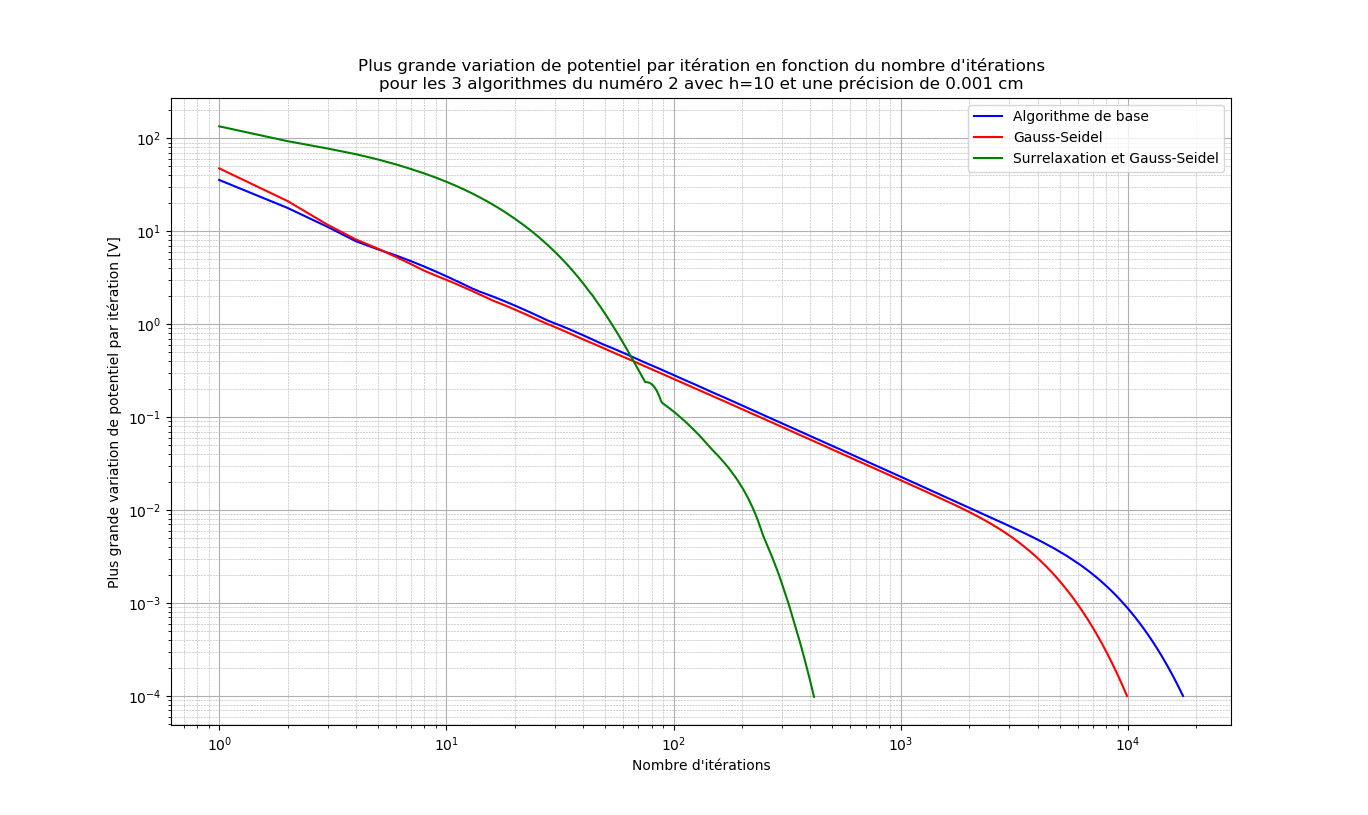 Plus grande variation de potentiel par itération en fonction du nombre d'itérations
pour les 3 algorithmes du numéro 2 avec h=10 et une précision de 0.001 cm
Algorithme de base
Gauss-Seidel
Surrelaxation et Gauss-Seidel
Plus grande variation de potentiel par itération [V]
10²
10¹
10⁰
10⁻¹
10⁻²
10⁻³
10⁻⁴
10⁰ 10¹ 10² 10³ 10⁴
Nombre d'itérations